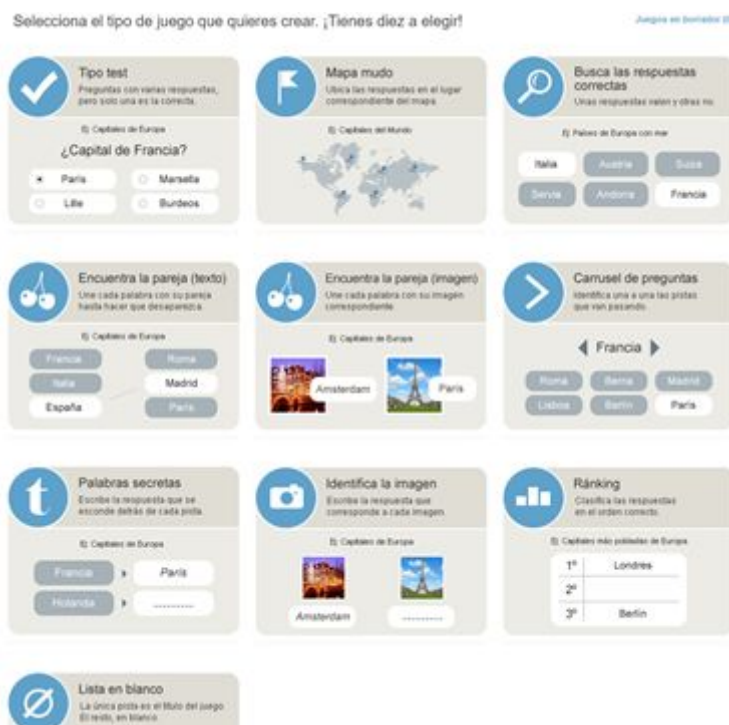 Selecciona el tipo de juego que quieres crear. ¡Tienes diez a elegir!
Juegos en borrador
Tipo test
Preguntas con varias respuestas,
pero solo una es la correcta.
Ej: Capitales de Europa
¿Capital de Francia?
París
Marsella
Lille
Burdeos
Mapa mudo
Ubica las respuestas en el lugar
correspondiente del mapa.
Ej: Capitales del Mundo
Busca las respuestas
correctas
Unas respuestas valen y otras no.
Ej: Países de Europa con mar
Italia
Austria
Suiza
Servia
Andorra
Francia
Encuentra la pareja (texto)
Une cada palabra con su pareja
hasta hacer que desaparezca.
Ej: Capitales de Europa
Francia
Roma
Italia
Madrid
España
París
Encuentra la pareja (imagen)
Une cada palabra con su imagen
correspondiente.
Ej: Capitales de Europa
Amsterdam
París
Carrusel de preguntas
Identifica una a una las pistas
que van pasando.
Francia
Roma
Berna
Madrid
Lisboa
Berlín
París
Palabras secretas
Escribe la respuesta que se
esconde detrás de cada pista.
Ej: Capitales de Europa
Francia
París
Holanda
..........
Identifica la imagen
Escribe la respuesta que
corresponde a cada imagen.
Ej: Capitales de Europa
Amsterdam
..........
Ránking
Clasifica las respuestas
en el orden correcto.
Ej: Capitales más pobladas de Europa
1º Londres
2º
3º Berlín
Lista en blanco
La única pista es el título del juego.
El resto, en blanco.